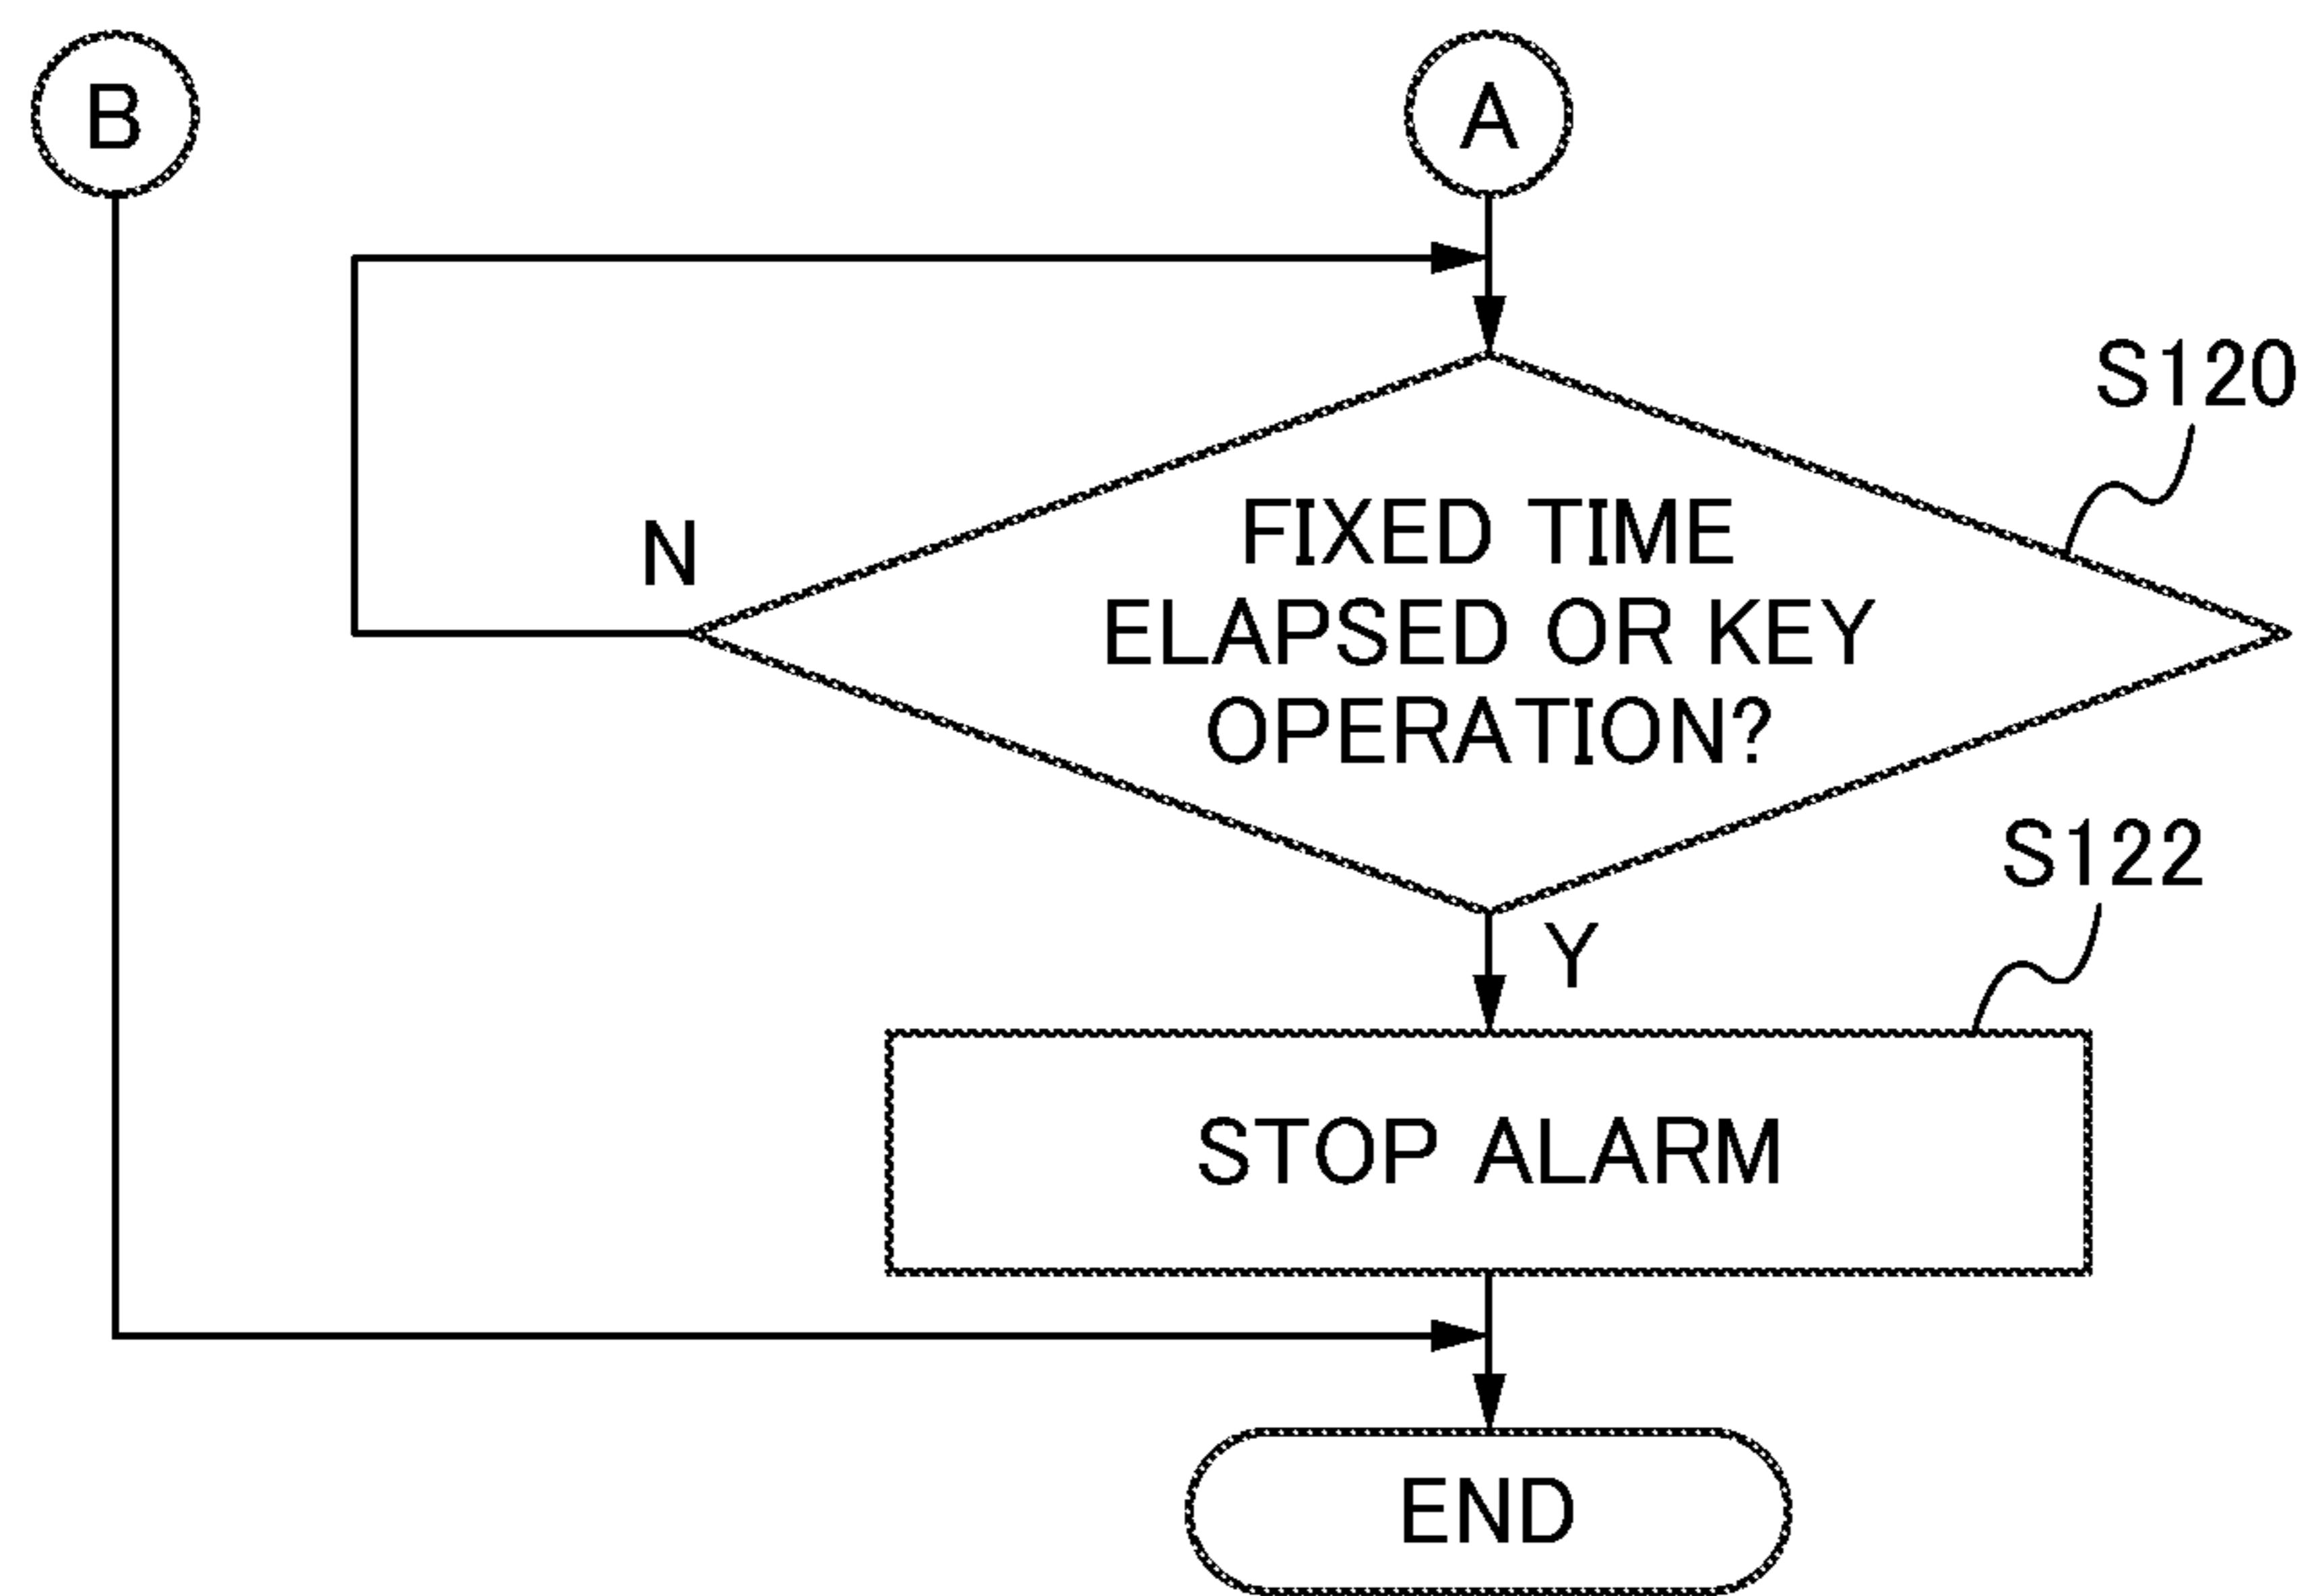 B
A
S120
N
FIXED TIME
ELAPSED OR KEY
OPERATION?
S122
Y
STOP ALARM
END